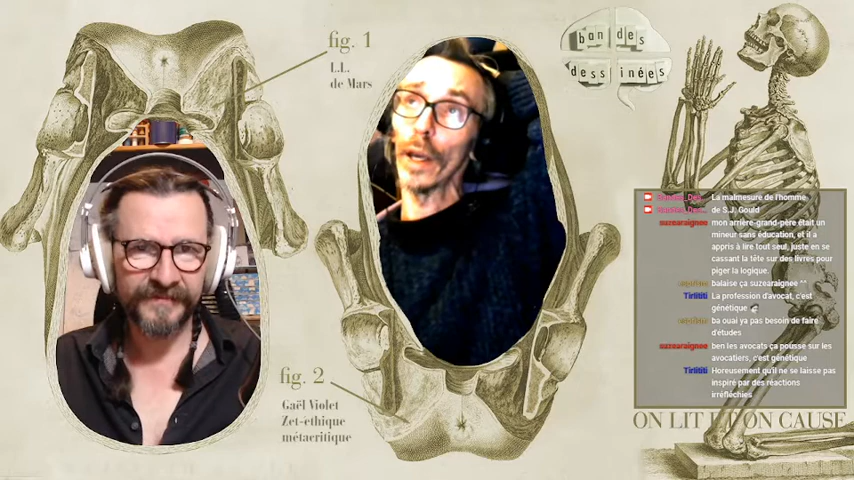 fig. 1
L.L.
de Mars
fig. 2
Gaël Violet
Zet-ethique
métacritique
bandes
dessinées
La malmesure de l'homme
de S.J. Gould
suzearaignee mon arrière-grand-père était un
mineur sans éducation, et il a
appris à lire tout seul, juste en se
cassant la tête sur des livres pour
piger la logique.
balaise ça suzearaignee ^^
Tirlititi La profession d'avocat, c'est
génétique
ba ouai ya pas besoin de faire
d'études
suzearaignee ben les avocats ça pousse sur les
avocatiers, c'est génétique
Tirlititi Horeusement qu'il ne se laisse pas
inspiré par des réactions
irréfléchies
ON LIT ET ON CAUSE